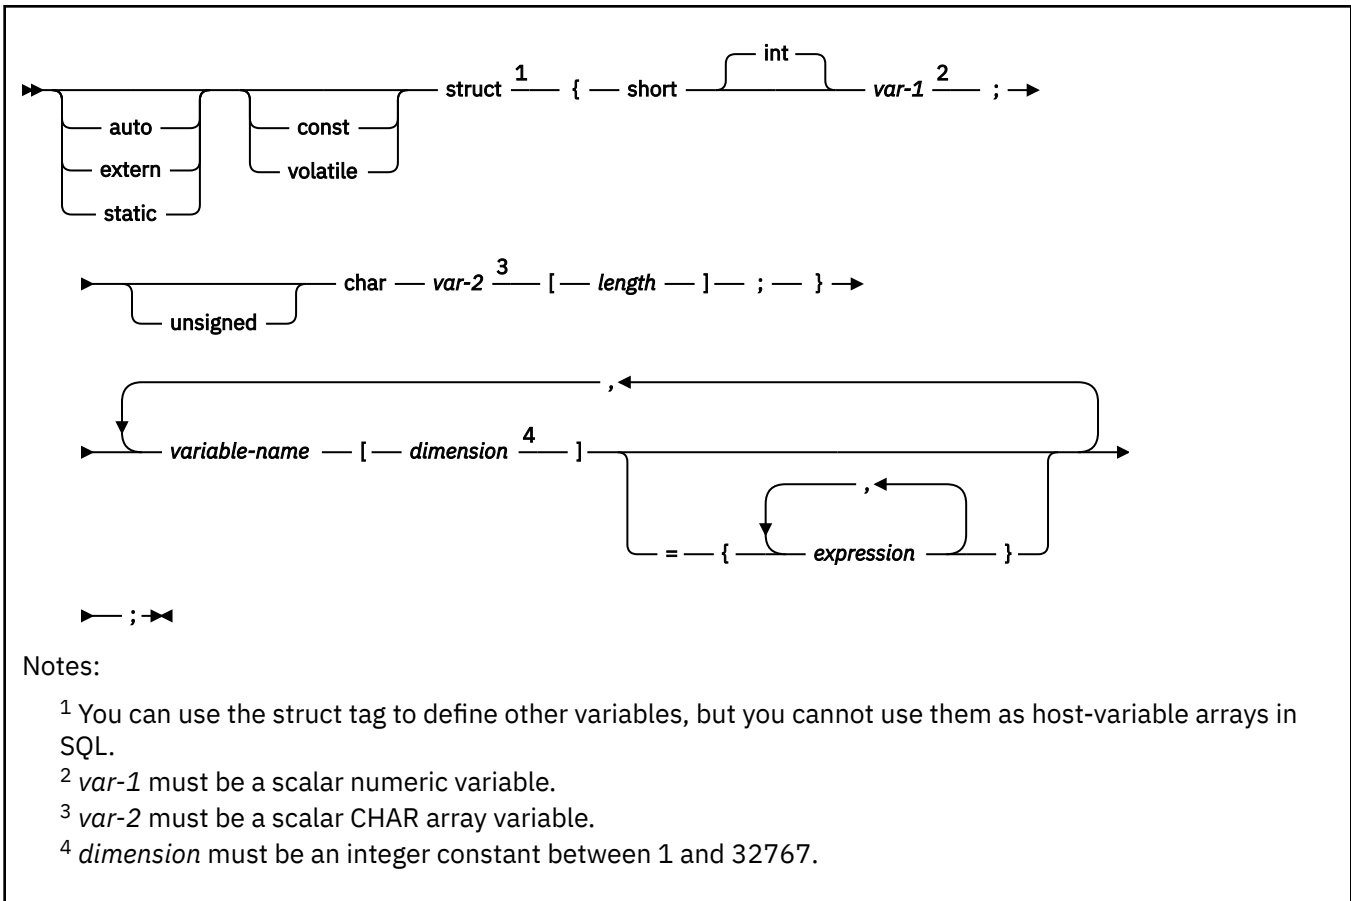 int
struct 1 { short var-1 2 ;
auto const
extern volatile
static
char var-2 3 [ length ] ; }
unsigned
,
variable-name [ dimension 4 ]
,
= { expression }
;
Notes:
1 You can use the struct tag to define other variables, but you cannot use them as host-variable arrays in
SQL.
2 var-1 must be a scalar numeric variable.
3 var-2 must be a scalar CHAR array variable.
4 dimension must be an integer constant between 1 and 32767.